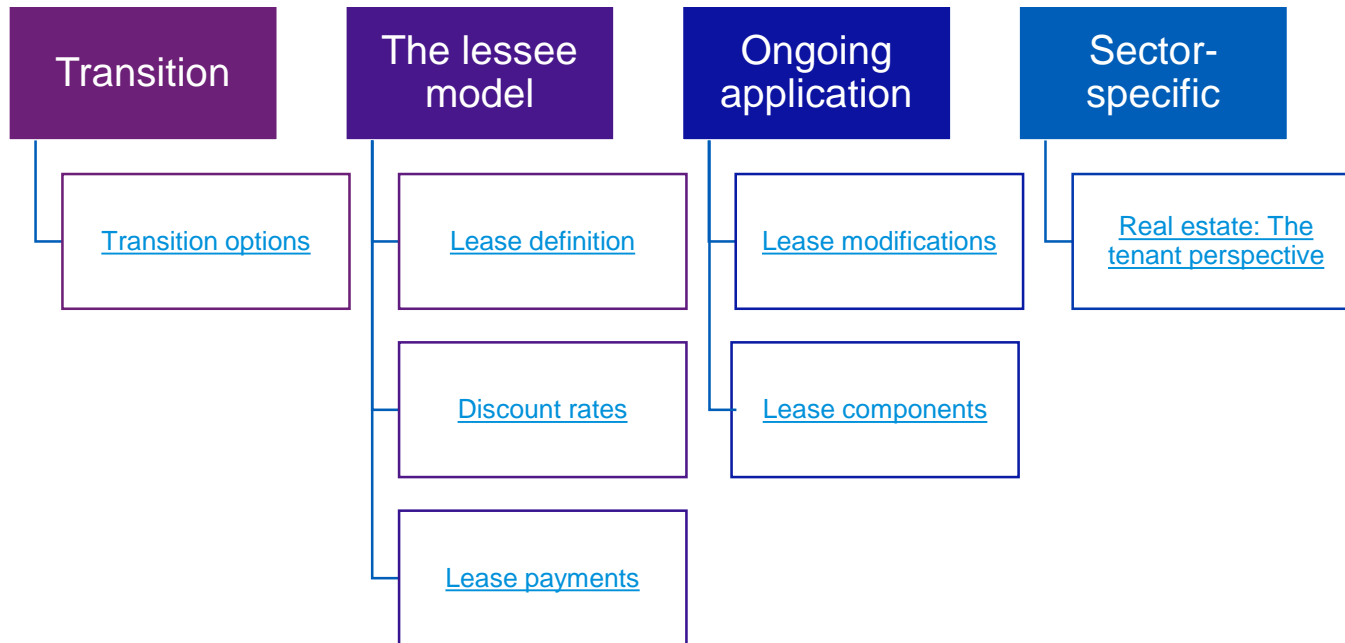 Transition
Transition options
The lessee
model
Lease definition
Discount rates
Lease payments
Ongoing
application
Lease modifications
Lease components
Sector-
specific
Real estate: The
tenant perspective